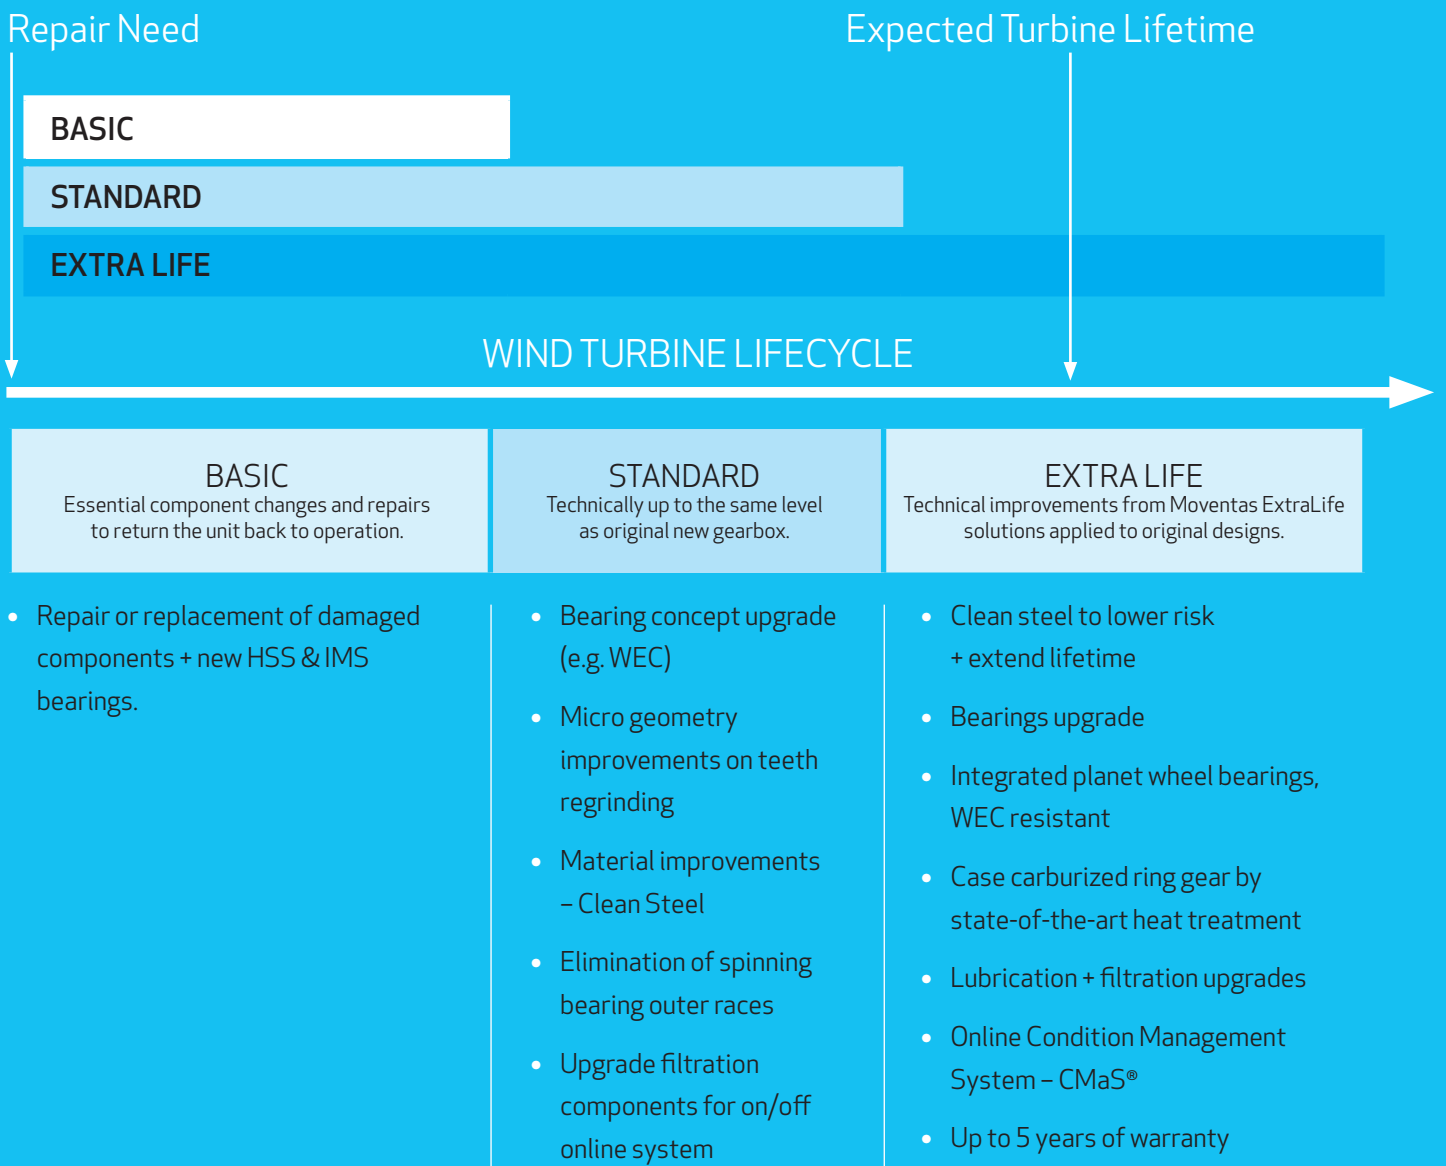 Repair Need
Expected Turbine Lifetime
BASIC
STANDARD
EXTRA LIFE
WIND TURBINE LIFECYCLE
BASIC
Essential component changes and repairs
to return the unit back to operation.
STANDARD
Technically up to the same level
as original new gearbox.
EXTRA LIFE
Technical improvements from Moventas ExtraLife
solutions applied to original designs.
• Repair or replacement of damaged
components + new HSS & IMS
bearings.
• Bearing concept upgrade
(e.g. WEC)
• Micro geometry
improvements on teeth
regrinding
• Material improvements
– Clean Steel
• Elimination of spinning
bearing outer races
• Upgrade filtration
components for on/off
online system
• Clean steel to lower risk
+ extend lifetime
• Bearings upgrade
• Integrated planet wheel bearings,
WEC resistant
• Case carburized ring gear by
state-of-the-art heat treatment
• Lubrication + filtration upgrades
• Online Condition Management
System – CMaS®
• Up to 5 years of warranty